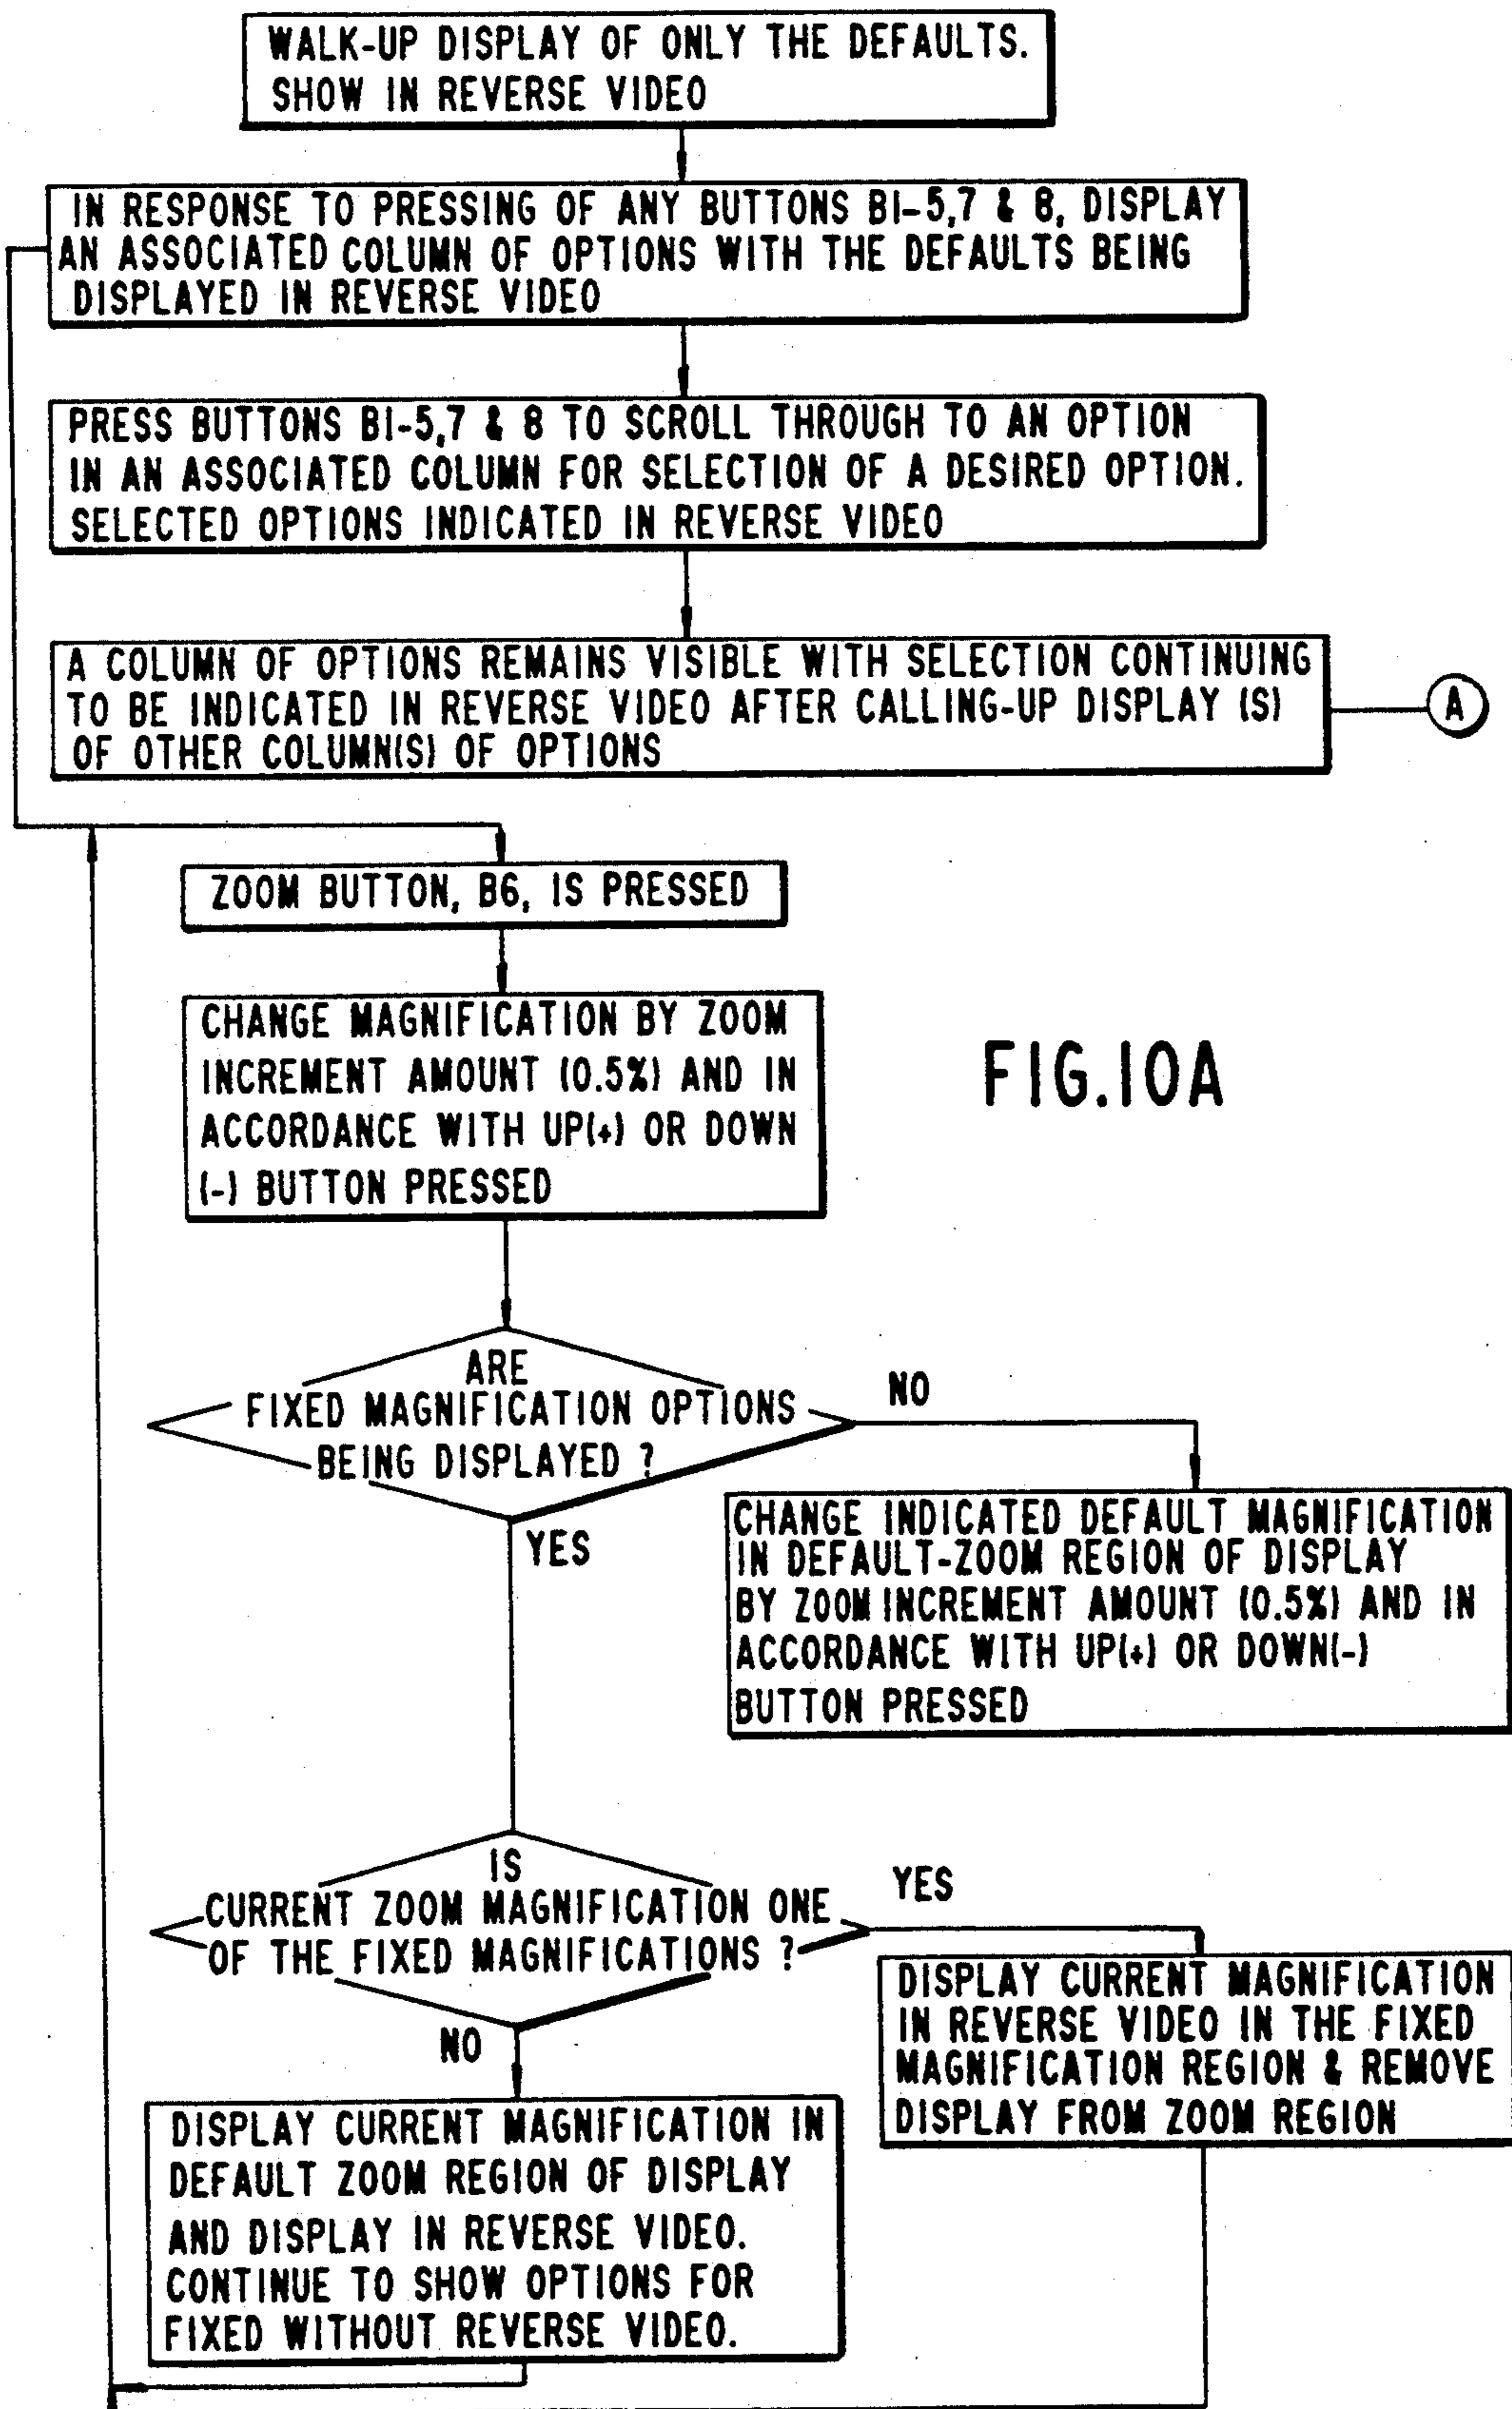 WALK-UP DISPLAY OF ONLY THE DEFAULTS.
SHOW IN REVERSE VIDEO
IN RESPONSE TO PRESSING OF ANY BUTTONS B1-5,7 & 8, DISPLAY
AN ASSOCIATED COLUMN OF OPTIONS WITH THE DEFAULTS BEING
DISPLAYED IN REVERSE VIDEO
PRESS BUTTONS B1-5,7 & 8 TO SCROLL THROUGH TO AN OPTION
IN AN ASSOCIATED COLUMN FOR SELECTION OF A DESIRED OPTION.
SELECTED OPTIONS INDICATED IN REVERSE VIDEO
A COLUMN OF OPTIONS REMAINS VISIBLE WITH SELECTION CONTINUING
TO BE INDICATED IN REVERSE VIDEO AFTER CALLING-UP DISPLAY (S)
OF OTHER COLUMN(S) OF OPTIONS
A
ZOOM BUTTON, B6, IS PRESSED
CHANGE MAGNIFICATION BY ZOOM
INCREMENT AMOUNT (0.5%) AND IN
ACCORDANCE WITH UP(+) OR DOWN
(-) BUTTON PRESSED
FIG.10A
ARE
FIXED MAGNIFICATION OPTIONS
BEING DISPLAYED ?
NO
YES
CHANGE INDICATED DEFAULT MAGNIFICATION
IN DEFAULT-ZOOM REGION OF DISPLAY
BY ZOOM INCREMENT AMOUNT (0.5%) AND IN
ACCORDANCE WITH UP(+) OR DOWN(-)
BUTTON PRESSED
IS
CURRENT ZOOM MAGNIFICATION ONE
OF THE FIXED MAGNIFICATIONS ?
YES
NO
DISPLAY CURRENT MAGNIFICATION
IN REVERSE VIDEO IN THE FIXED
MAGNIFICATION REGION & REMOVE
DISPLAY FROM ZOOM REGION
DISPLAY CURRENT MAGNIFICATION IN
DEFAULT ZOOM REGION OF DISPLAY
AND DISPLAY IN REVERSE VIDEO.
CONTINUE TO SHOW OPTIONS FOR
FIXED WITHOUT REVERSE VIDEO.